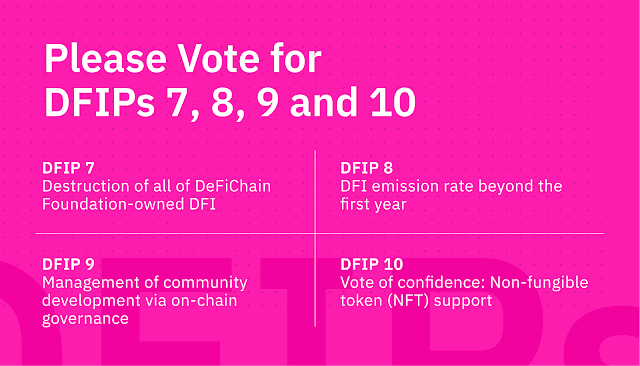 Please Vote for
DFIPs 7, 8, 9 and 10
DFIP 7
Destruction of all of DeFiChain
Foundation-owned DFI
DFIP 8
DFI emission rate beyond the
first year
DFIP 9
Management of community
development via on-chain
governance
DFIP 10
Vote of confidence: Non-fungible
token (NFT) support
DFIPs